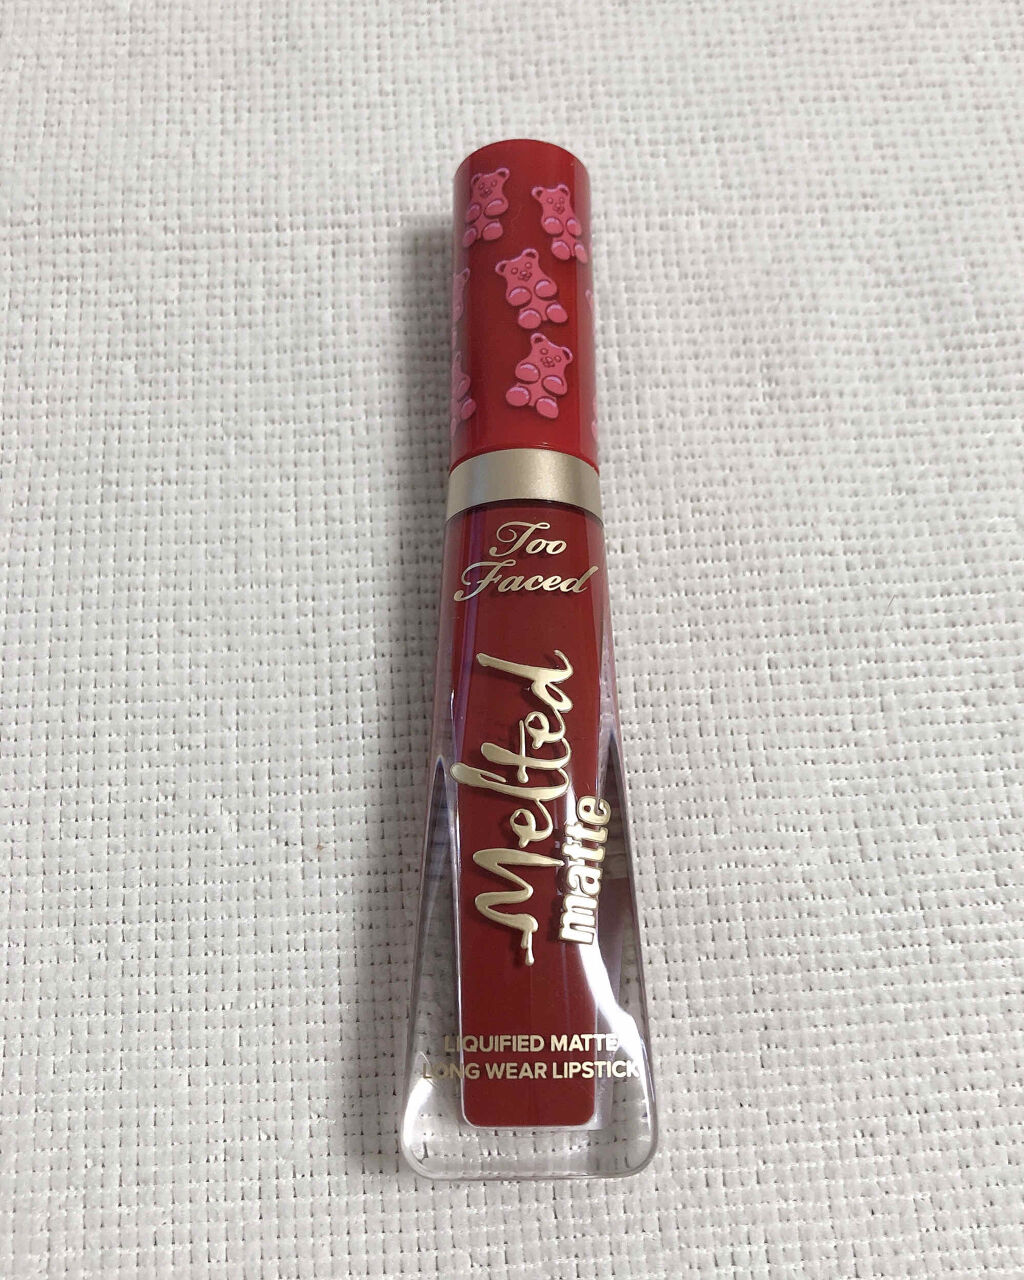 Too
Faced
Melted
matte
LIQUIFIED MATTE
LONG WEAR LIPSTICK